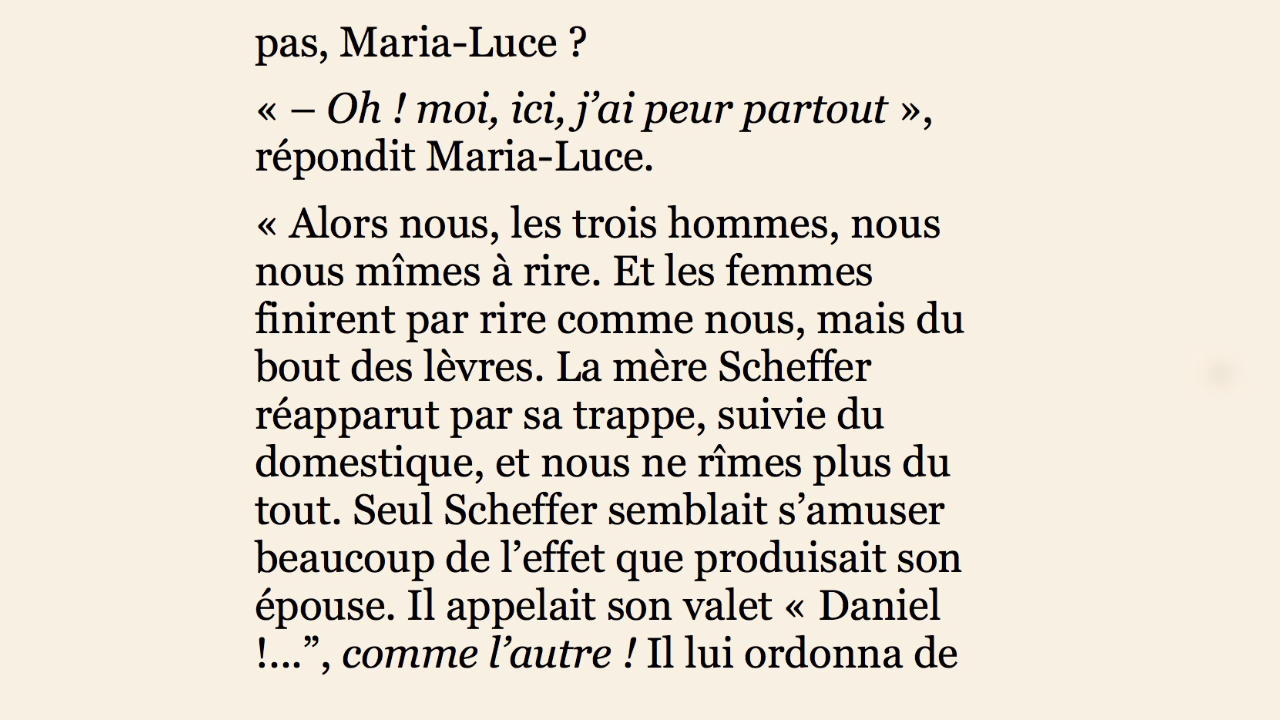 pas, Maria-Luce ?
« – Oh ! moi, ici, j’ai peur partout »,
répondit Maria-Luce.
« Alors nous, les trois hommes, nous
nous mîmes à rire. Et les femmes
finirent par rire comme nous, mais du
bout des lèvres. La mère Scheffer
réapparut par sa trappe, suivie du
domestique, et nous ne rîmes plus du
tout. Seul Scheffer semblait s’amuser
beaucoup de l’effet que produisait son
épouse. Il appelait son valet « Daniel
!...”, comme l’autre ! Il lui ordonna de